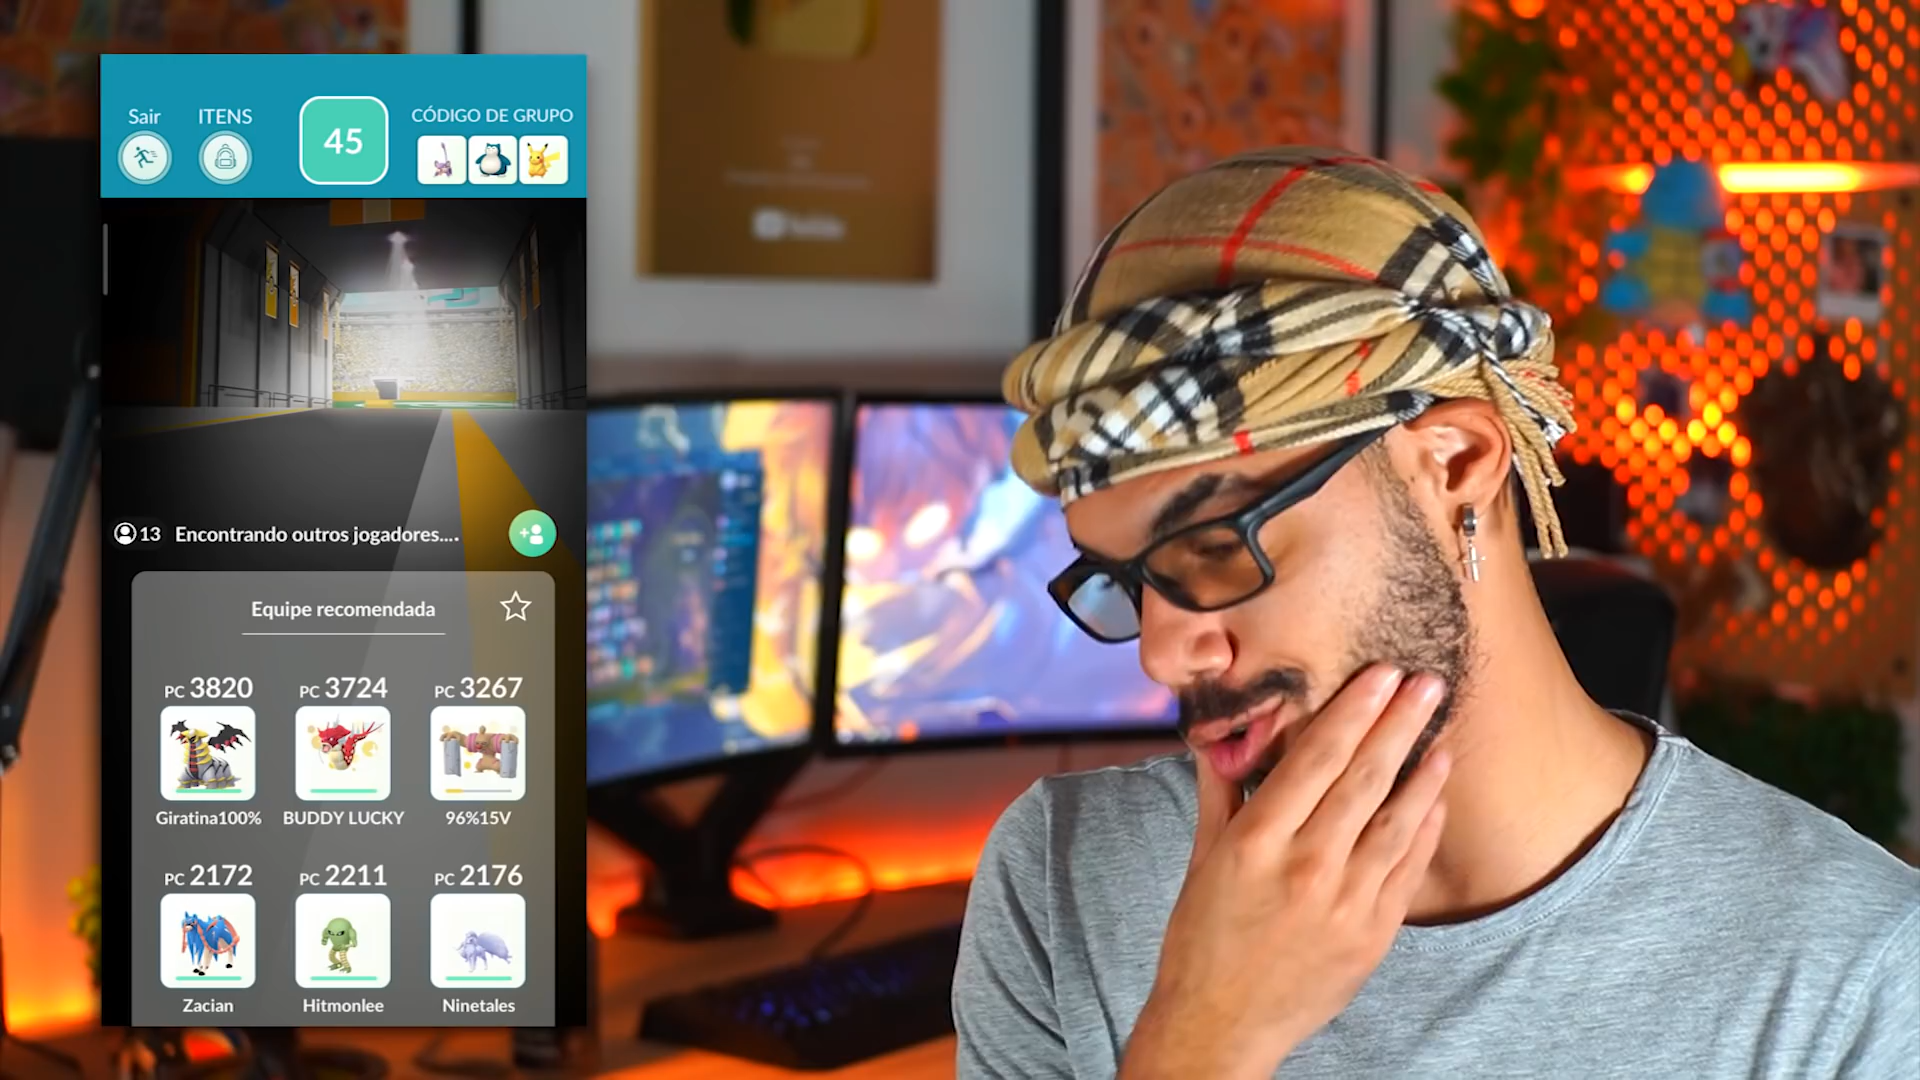 Sair
ITENS
45
CÓDIGO DE GRUPO
13 Encontrando outros jogadores....
Equipe recomendada
PC 3820
PC 3724
PC 3267
Giratina100%
BUDDY LUCKY
96%15V
PC 2172
PC 2211
PC 2176
Zacian
Hitmonlee
Ninetales